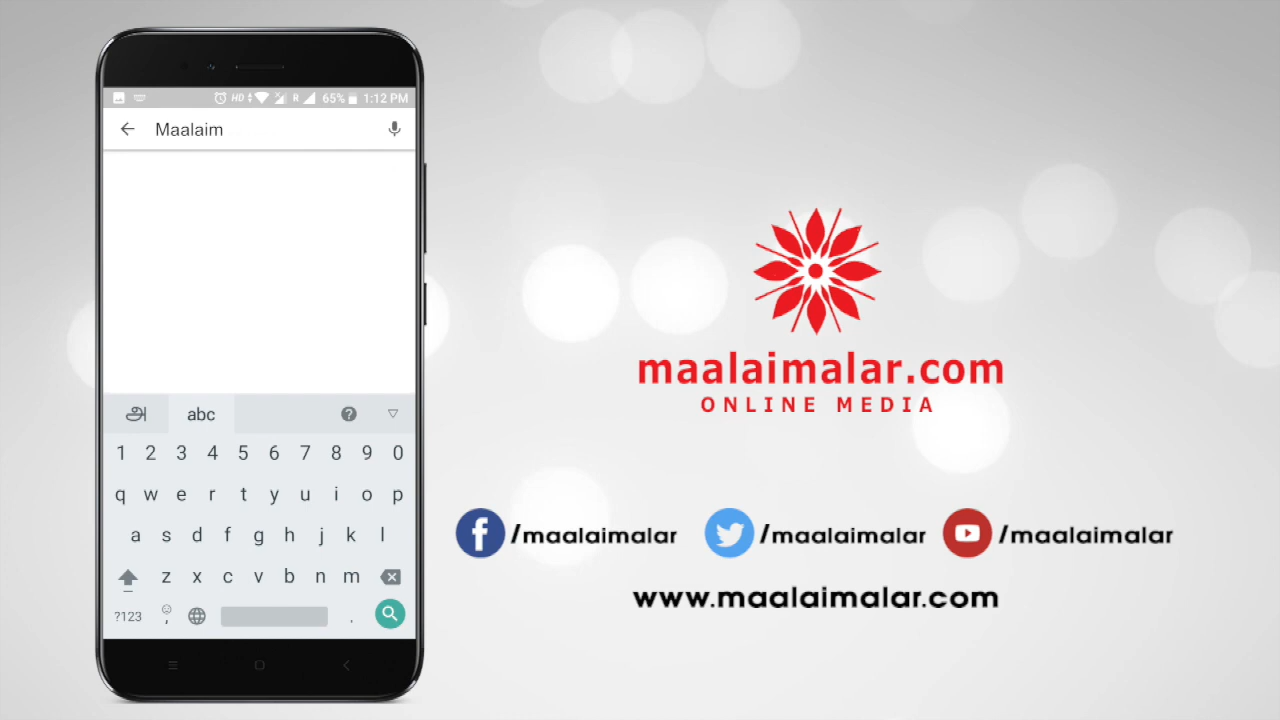 HD R 65% 1:12 PM
Maalaim
அ abc
1 2 3 4 5 6 7 8 9 0
q w e r t y u i o p
a s d f g h j k l
z x c v b n m
?123 , .
maalaimalar.com
ONLINE MEDIA
/maalaimalar /maalaimalar /maalaimalar
www.maalaimalar.com